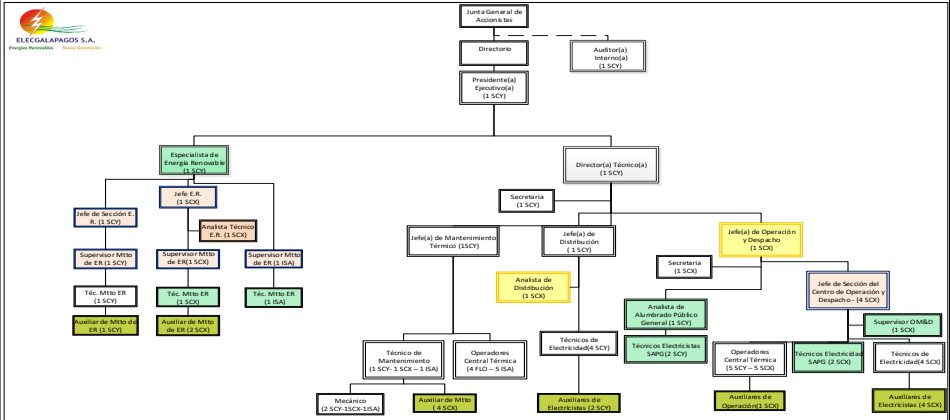 ELECGALAPAGOS S.A.
Energías Renovables Nueva Generación
Junta General de
Accionistas
Directorio
Auditor(a)
Interno(a)
(1 SCY)
Presidente(a)
Ejecutivo(a)
(1 SCY)
Especialista de
Energía Renovable
(1 SCY)
Director(a) Técnico(a)
(1 SCY)
Secretaria
(1 SCY)
Jefe de Sección E.
R. (1 SCY)
Jefe E.R.
(1 SCX)
Analista Técnico
E.R. (1 SCX)
Supervisor Mtto
de ER (1 SCY)
Supervisor Mtto
de ER(1 SCX)
Supervisor Mtto
de ER (1 ISA)
Téc. Mtto ER
(1 SCY)
Téc. Mtto ER
(1 SCX)
Téc. Mtto ER
(1 ISA)
Auxiliar de Mtto de
ER (1 SCY)
Auxiliar de Mtto
de ER (2 SCX)
Jefe(a) de Mantenimiento
Térmico (1SCY)
Jefe(a) de
Distribución
( 1 SCY)
Jefe(a) de Operación
y Despacho
(1 SCX)
Analista de
Distribución
(1 SCX)
Secretaria
(1 SCX)
Jefe de Sección del
Centro de Operación y
Despacho - (4 SCX)
Analista de
Alumbrado Público
General (1 SCY)
Supervisor OM&D
(1 SCX)
Técnico de
Mantenimiento
(1 SCY- 1 SCX – 1 ISA)
Operadores
Central Térmica
(4 FLO – 5 ISA)
Técnicos de
Electricidad(4 SCY)
Técnicos Electricistas
SAPG(2 SCY)
Operadores
Central Térmica
(5 SCY – 5 SCX)
Técnicos Electricidad
SAPG (2 SCX)
Técnicos de
Electricidad(4 SCX)
Mecánico
(2 SCY-1SCX-1ISA)
Auxiliar de Mtto
( 4 SCX)
Auxiliares de
Electricistas (2 SCY)
Auxiliares de
Operación(1 SCX)
Auxiliares de
Electricistas (4 SCX)